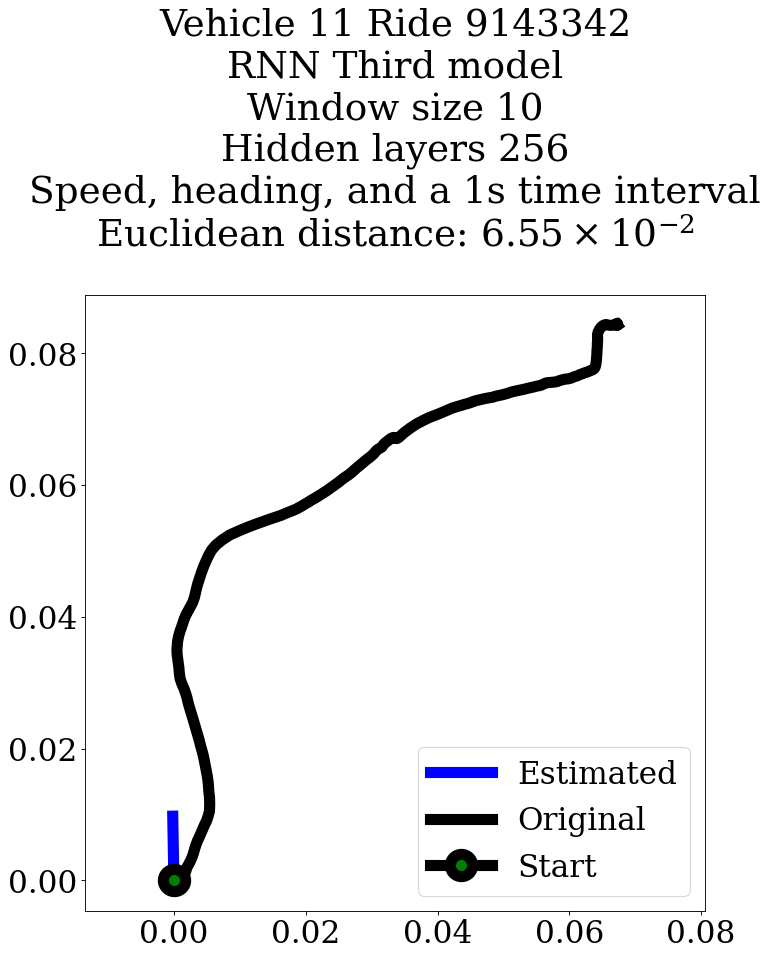 Vehicle 11 Ride 9143342
RNN Third model
Window size 10
Hidden layers 256
Speed, heading, and a 1s time interval
Euclidean distance: 6.55 × 10⁻²
0.08
0.06
0.04
0.02
0.00
Estimated
Original
Start
0.00 0.02 0.04 0.06 0.08